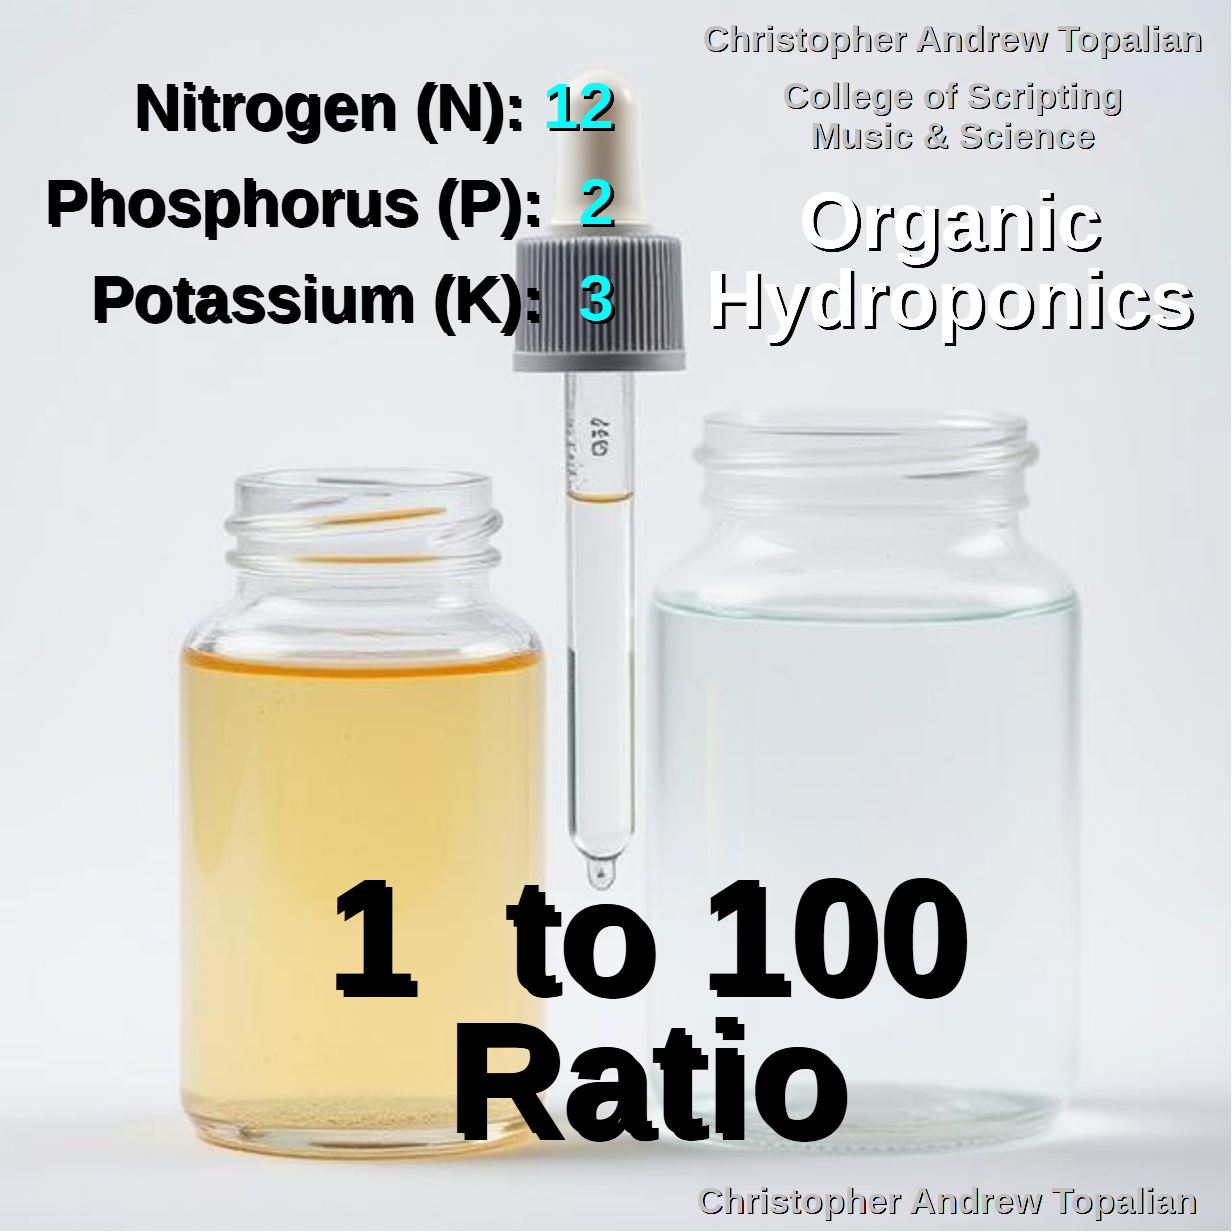 Christopher Andrew Topalian
College of Scripting
Music & Science
Organic
Hydroponics
Nitrogen (N): 12
Phosphorus (P): 2
Potassium (K): 3
1 to 100
Ratio
Christopher Andrew Topalian